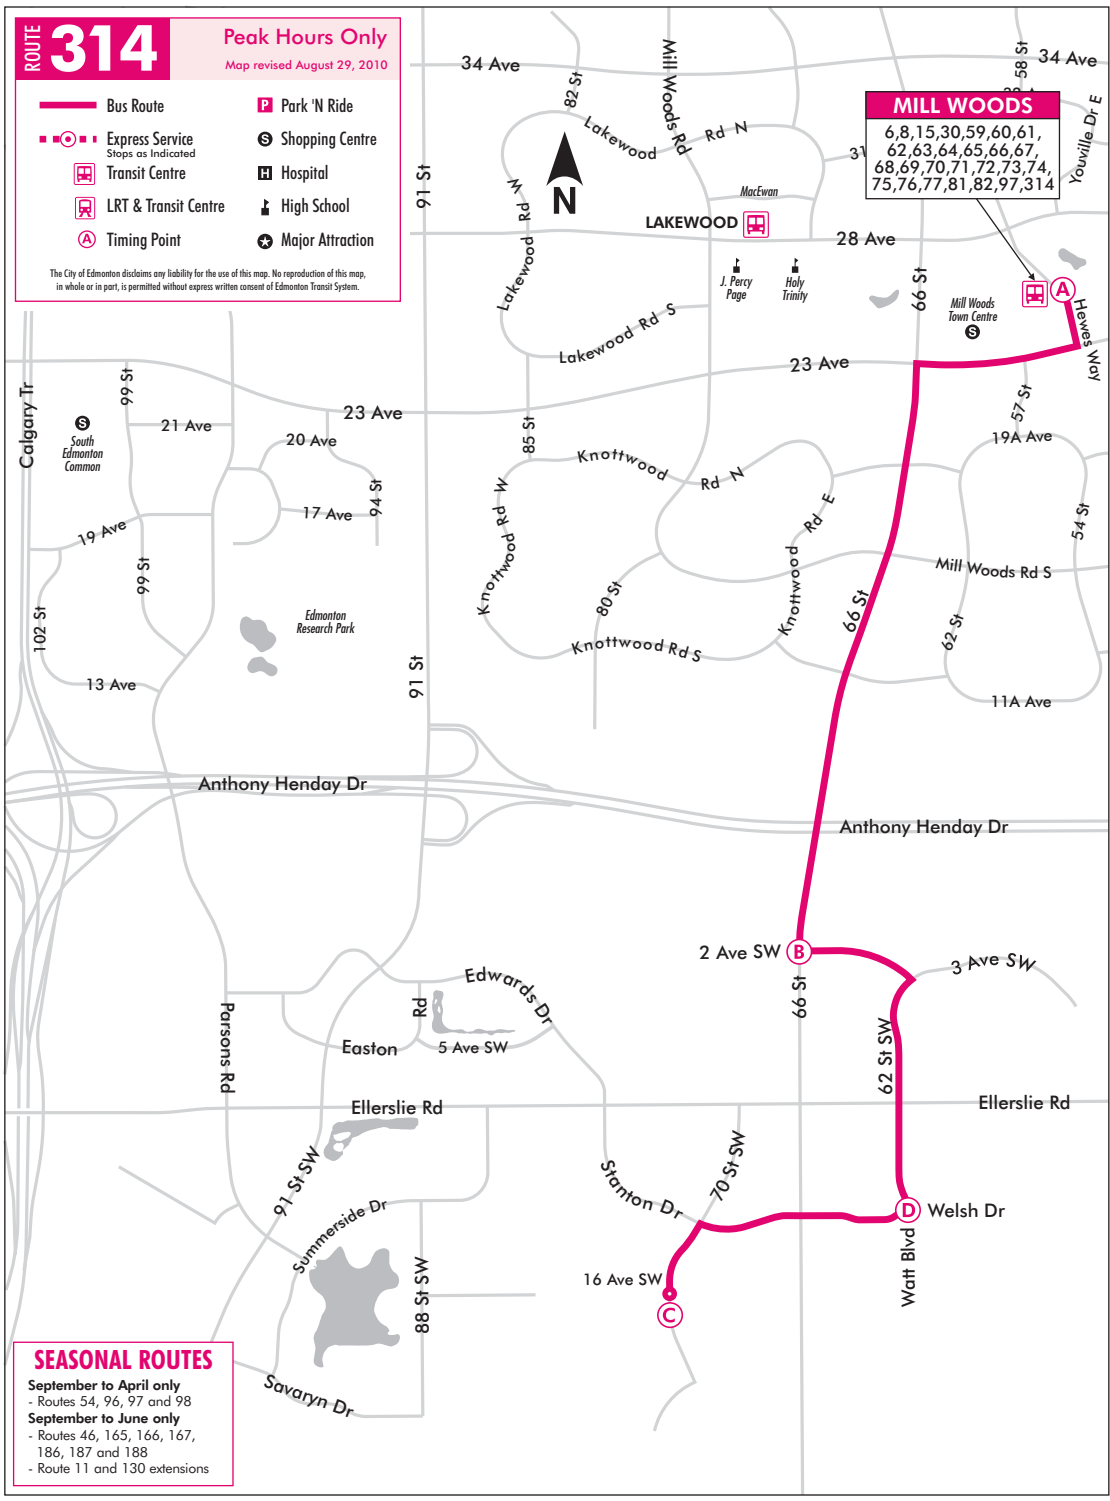 ROUTE 314
Peak Hours Only
Map revised August 29, 2010
Bus Route
P Park 'N Ride
Express Service
Stops as Indicated
S Shopping Centre
Transit Centre
H Hospital
LRT & Transit Centre
High School
A Timing Point
Major Attraction
The City of Edmonton disclaims any liability for the use of this map. No reproduction of this map,
in whole or in part, is permitted without express written consent of Edmonton Transit System.
34 Ave
82 St
Mill Woods Rd
58 St
34 Ave
MILL WOODS
6,8,15,30,59,60,61,
62,63,64,65,66,67,
68,69,70,71,72,73,74,
75,76,77,81,82,97,314
Youville Dr E
31
Lakewood Rd N
91 St
N
Lakewood Rd W
MacEwan
LAKEWOOD
28 Ave
J. Percy
Page
Holy
Trinity
66 St
Mill Woods
Town Centre
S
A
Hewes Way
Lakewood Rd S
23 Ave
Calgary Tr
99 St
23 Ave
57 St
S
South
Edmonton
Common
21 Ave
20 Ave
85 St
19A Ave
Knottwood Rd N
94 St
17 Ave
19 Ave
Knottwood Rd W
Knottwood Rd E
54 St
99 St
Mill Woods Rd S
102 St
Edmonton
Research Park
80 St
66 St
62 St
Knottwood Rd S
91 St
13 Ave
11A Ave
Anthony Henday Dr
Anthony Henday Dr
2 Ave SW
B
3 Ave SW
66 St
Edwards Dr
Parsons Rd
Easton Rd
5 Ave SW
62 St SW
Ellerslie Rd
Ellerslie Rd
91 St SW
Stanton Dr
70 St SW
Summerside Dr
D
Welsh Dr
Watt Blvd
16 Ave SW
C
88 St SW
Savaryn Dr
SEASONAL ROUTES
September to April only
- Routes 54, 96, 97 and 98
September to June only
- Routes 46, 165, 166, 167,
186, 187 and 188
- Route 11 and 130 extensions